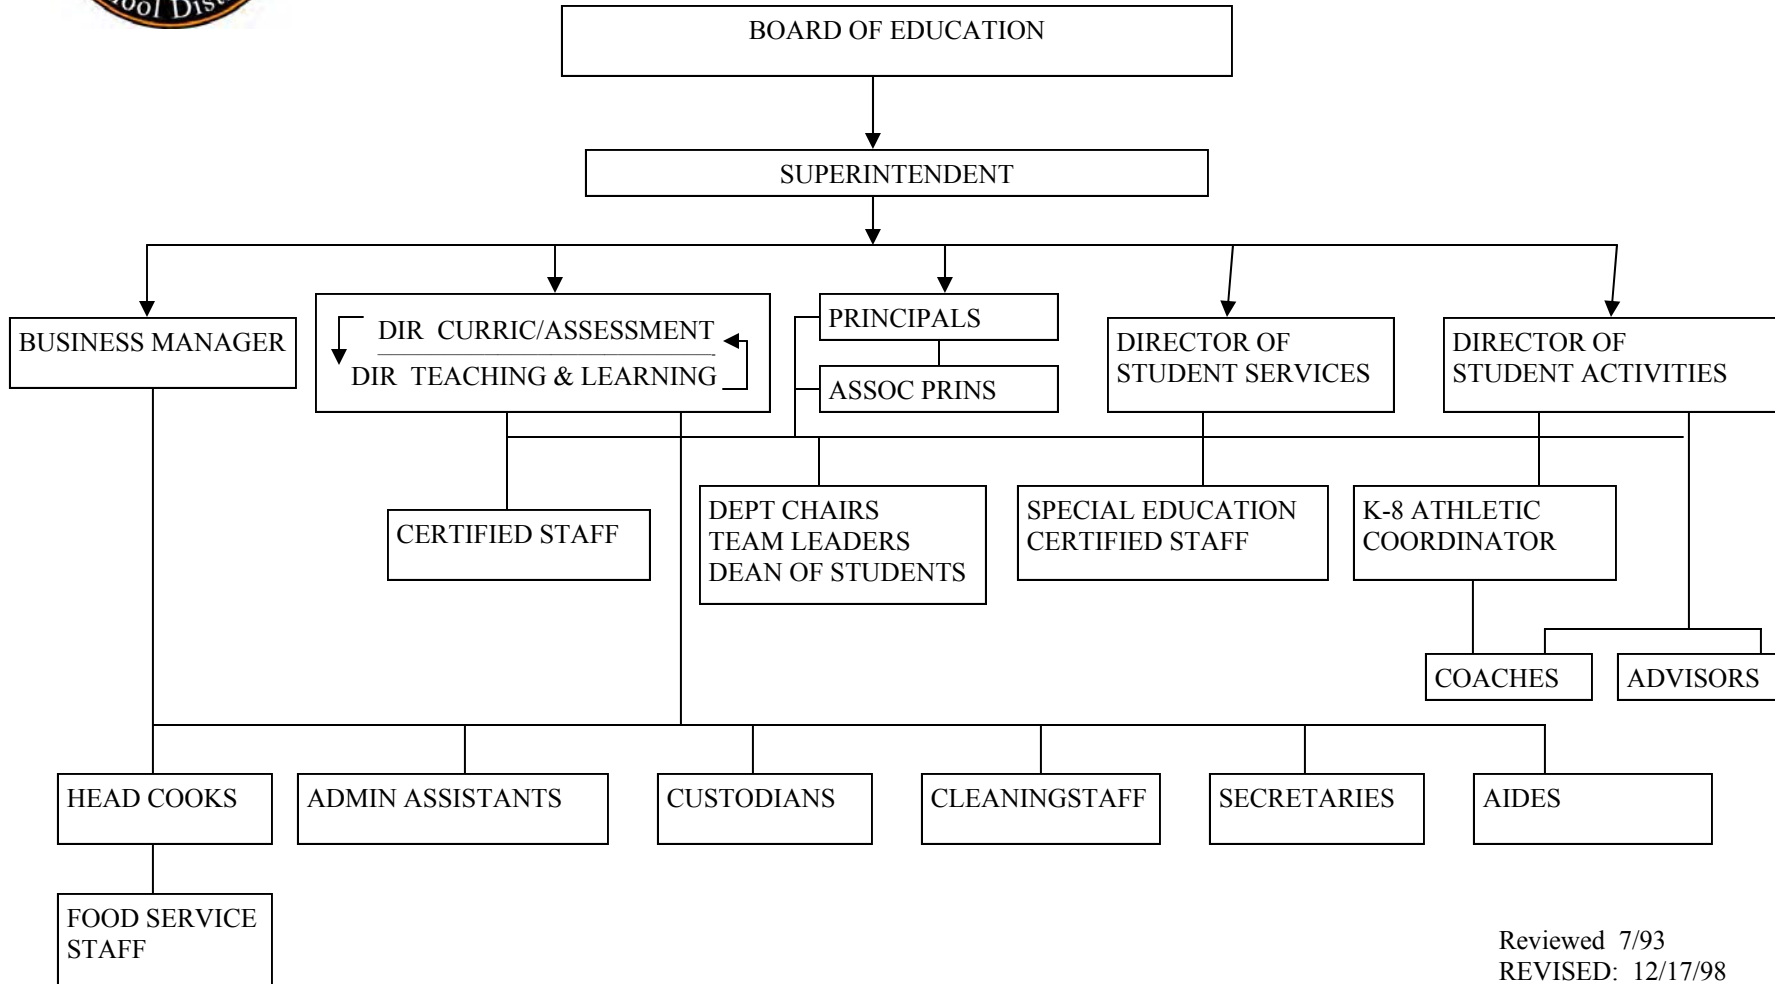 School Dist
BOARD OF EDUCATION
SUPERINTENDENT
BUSINESS MANAGER
DIR CURRIC/ASSESSMENT
DIR TEACHING & LEARNING
PRINCIPALS
ASSOC PRINS
DIRECTOR OF
STUDENT SERVICES
DIRECTOR OF
STUDENT ACTIVITIES
CERTIFIED STAFF
DEPT CHAIRS
TEAM LEADERS
DEAN OF STUDENTS
SPECIAL EDUCATION
CERTIFIED STAFF
K-8 ATHLETIC
COORDINATOR
COACHES
ADVISORS
HEAD COOKS
ADMIN ASSISTANTS
CUSTODIANS
CLEANINGSTAFF
SECRETARIES
AIDES
FOOD SERVICE
STAFF
Reviewed 7/93
REVISED: 12/17/98